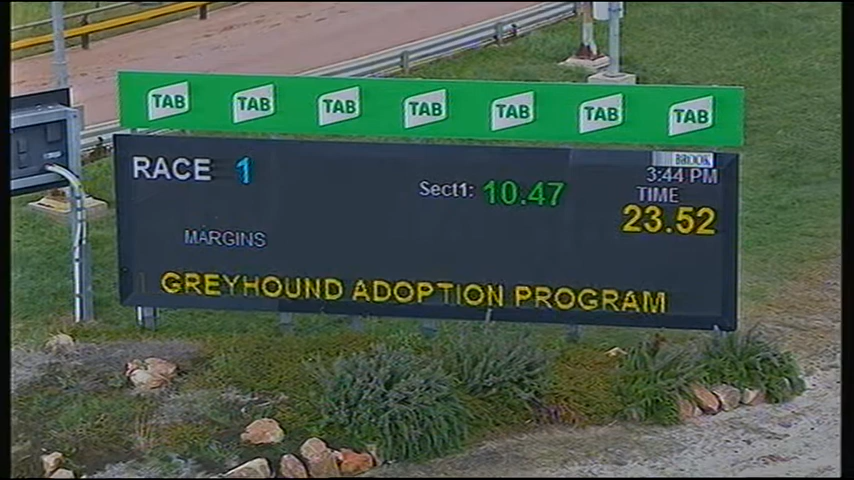 TAB TAB TAB TAB TAB TAB TAB
BROOK
RACE 1 Sect1: 10.47 3:44 PM
TIME
23.52
MARGINS
GREYHOUND ADOPTION PROGRAM